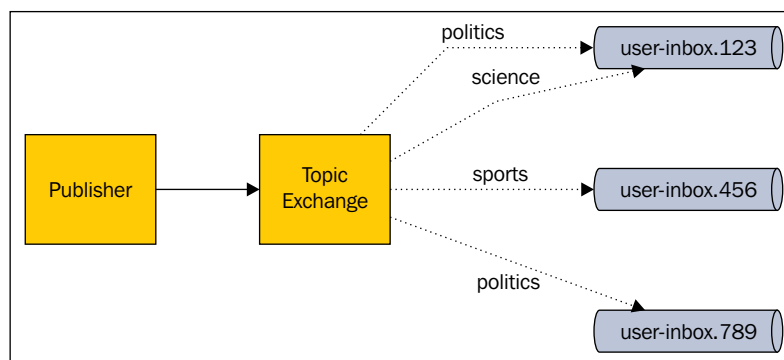 politics
user-inbox.123
science
Publisher
Topic
Exchange
sports
user-inbox.456
politics
user-inbox.789